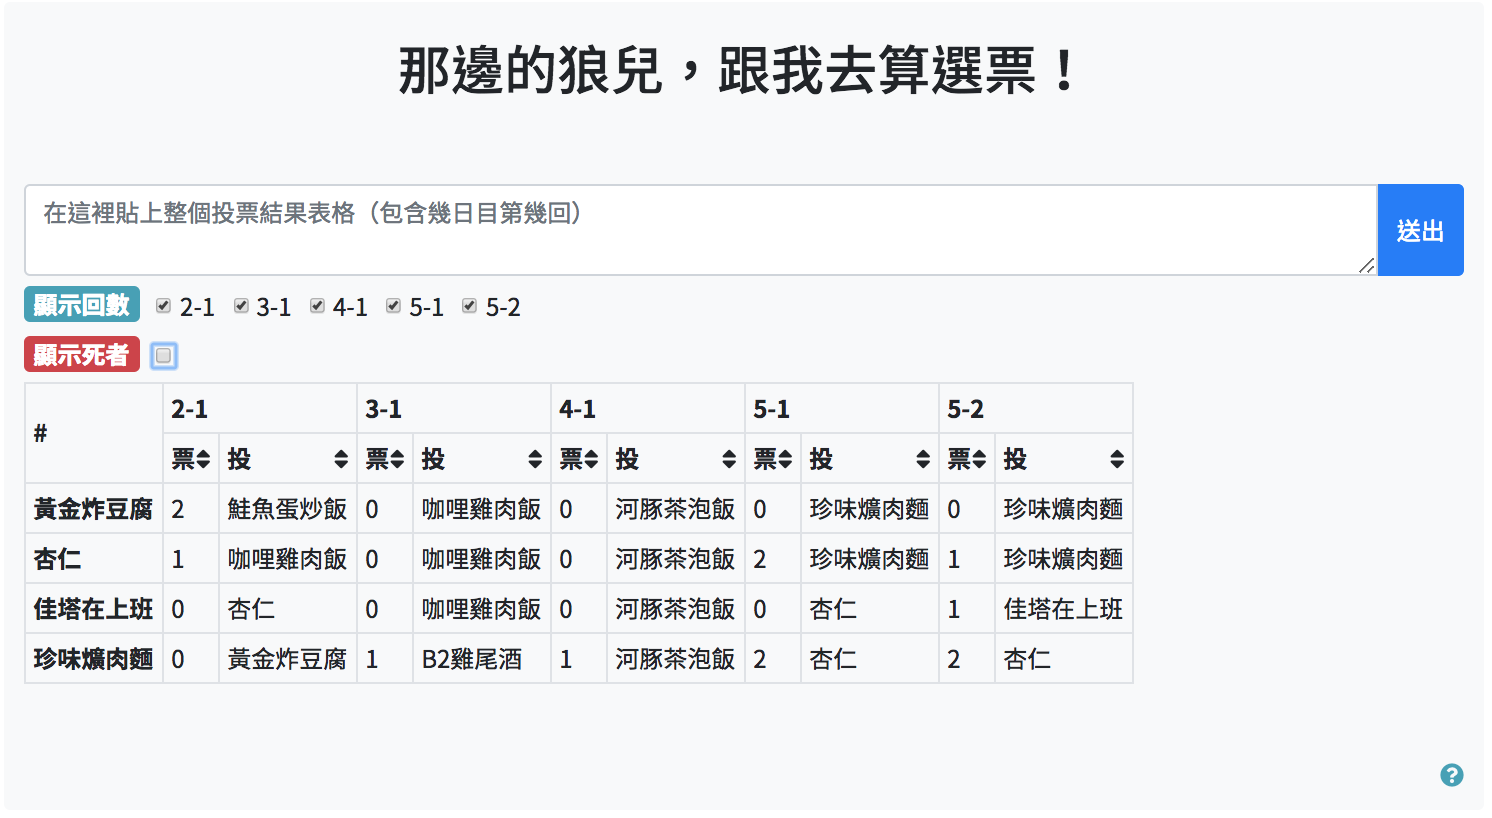 那邊的狼兒，跟我去算選票！
在這裡貼上整個投票結果表格（包含幾日目第幾回）
送出
顯示回數 2-1 3-1 4-1 5-1 5-2
顯示死者
# 2-1 3-1 4-1 5-1 5-2
票 投 票 投 票 投 票 投 票 投
黃金炸豆腐 2 鮭魚蛋炒飯 0 咖哩雞肉飯 0 河豚茶泡飯 0 珍味爌肉麵 0 珍味爌肉麵
杏仁 1 咖哩雞肉飯 0 咖哩雞肉飯 0 河豚茶泡飯 2 珍味爌肉麵 1 珍味爌肉麵
佳塔在上班 0 杏仁 0 咖哩雞肉飯 0 河豚茶泡飯 0 杏仁 1 佳塔在上班
珍味爌肉麵 0 黃金炸豆腐 1 B2雞尾酒 1 河豚茶泡飯 2 杏仁 2 杏仁
?